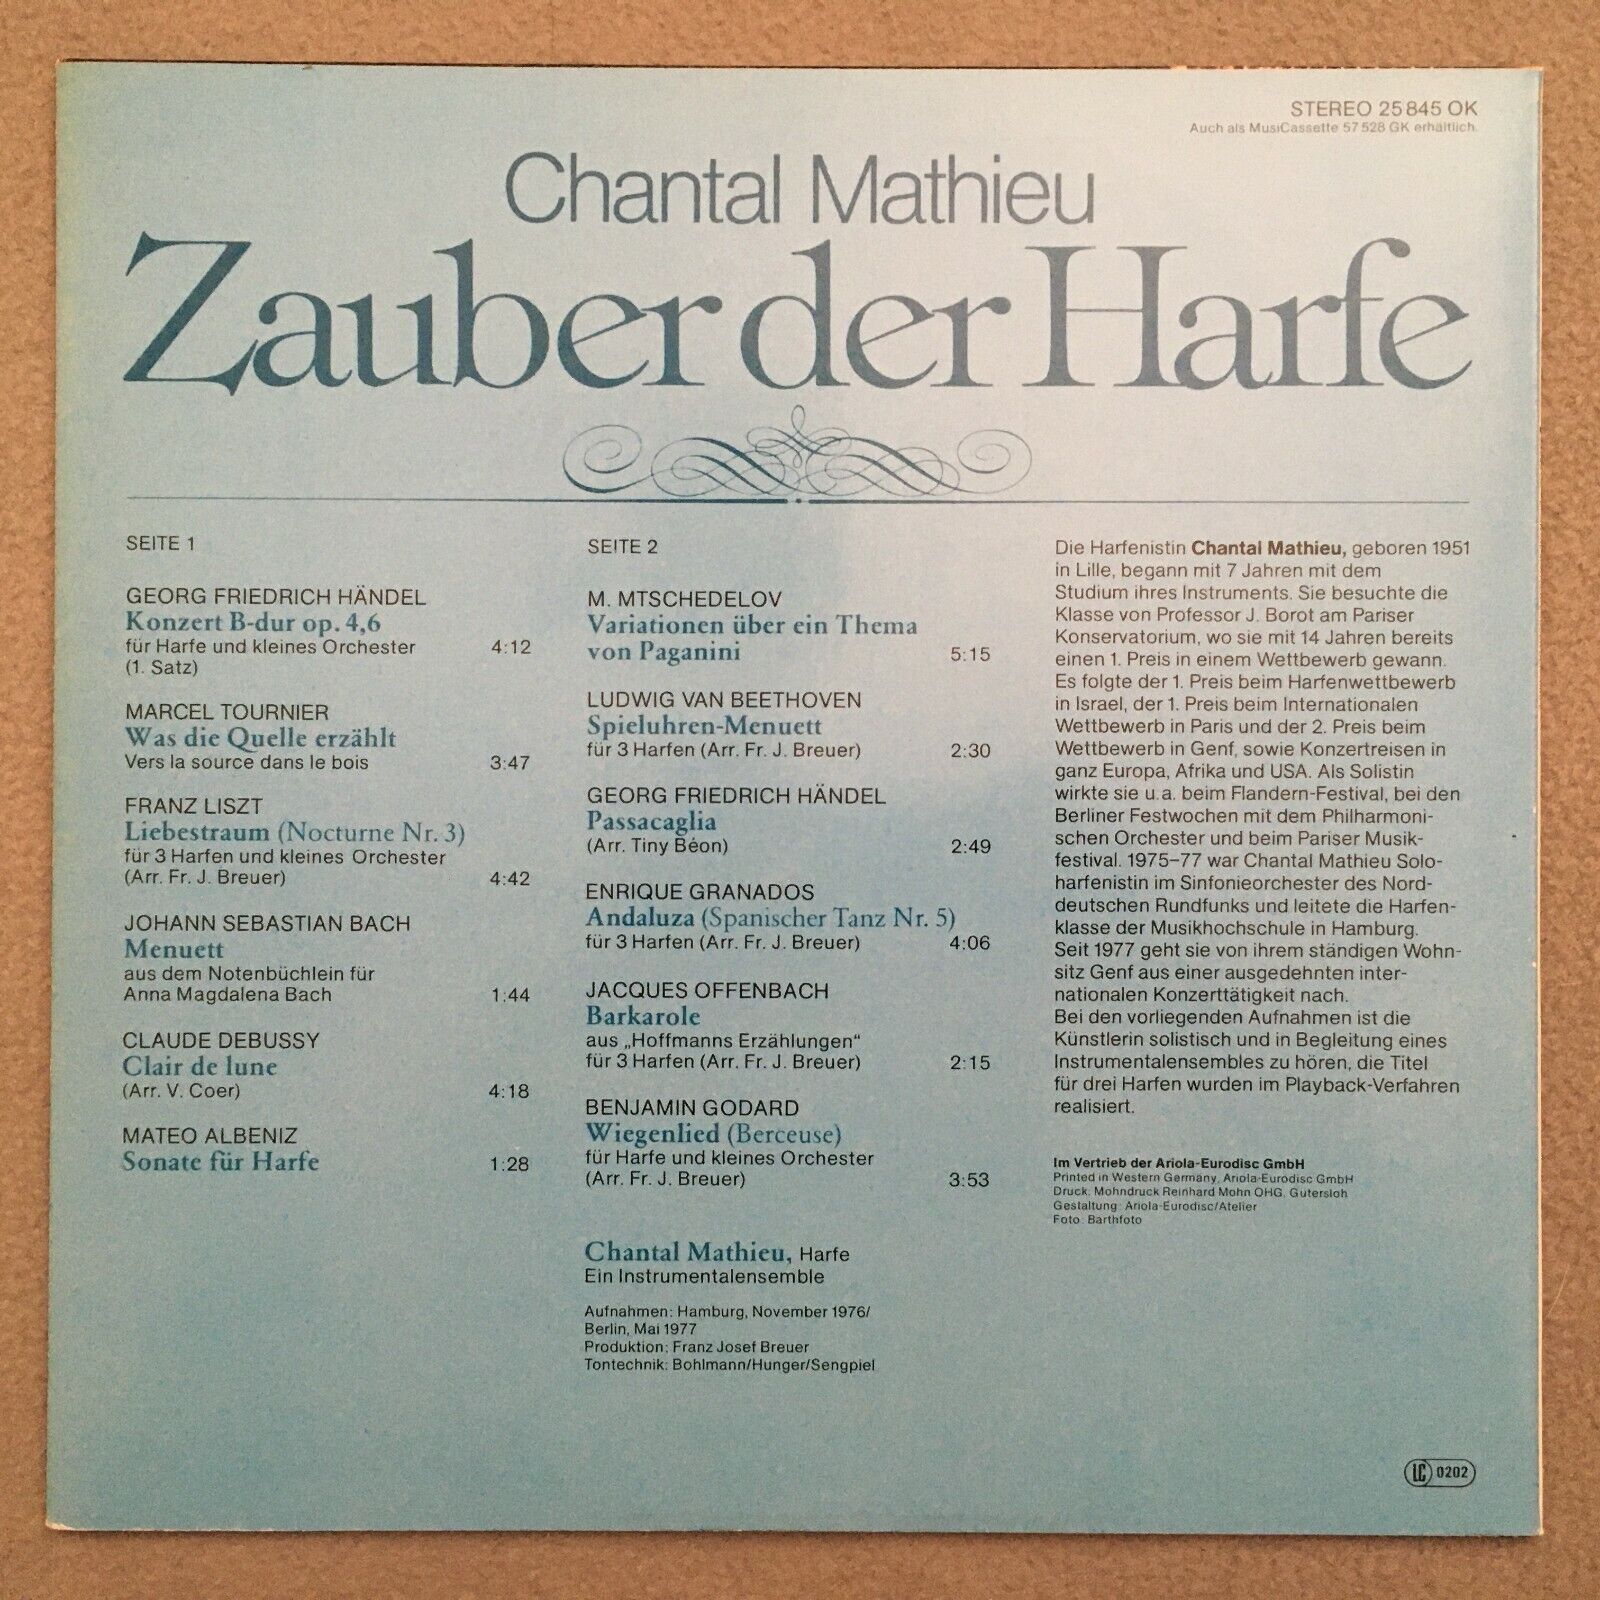 STEREO 25 845 OK
Auch als MusiCassette 57 528 GK erhältlich.
Chantal Mathieu
Zauber der Harfe
SEITE 1
GEORG FRIEDRICH HÄNDEL
Konzert B-dur op. 4,6
für Harfe und kleines Orchester 4:12
(1. Satz)
MARCEL TOURNIER
Was die Quelle erzählt
Vers la source dans le bois 3:47
FRANZ LISZT
Liebestraum (Nocturne Nr. 3)
für 3 Harfen und kleines Orchester
(Arr. Fr. J. Breuer) 4:42
JOHANN SEBASTIAN BACH
Menuett
aus dem Notenbüchlein für
Anna Magdalena Bach 1:44
CLAUDE DEBUSSY
Clair de lune
(Arr. V. Coer) 4:18
MATEO ALBENIZ
Sonate für Harfe 1:28
SEITE 2
M. MTSCHEDELOV
Variationen über ein Thema
von Paganini 5:15
LUDWIG VAN BEETHOVEN
Spieluhren-Menuett
für 3 Harfen (Arr. Fr. J. Breuer) 2:30
GEORG FRIEDRICH HÄNDEL
Passacaglia
(Arr. Tiny Béon) 2:49
ENRIQUE GRANADOS
Andaluza (Spanischer Tanz Nr. 5)
für 3 Harfen (Arr. Fr. J. Breuer) 4:06
JACQUES OFFENBACH
Barkarole
aus „Hoffmanns Erzählungen"
für 3 Harfen (Arr. Fr. J. Breuer) 2:15
BENJAMIN GODARD
Wiegenlied (Berceuse)
für Harfe und kleines Orchester
(Arr. Fr. J. Breuer) 3:53
Chantal Mathieu, Harfe
Ein Instrumentalensemble
Aufnahmen: Hamburg, November 1976/
Berlin, Mai 1977
Produktion: Franz Josef Breuer
Tontechnik: Bohlmann/Hunger/Sengpiel
Die Harfenistin Chantal Mathieu, geboren 1951
in Lille, begann mit 7 Jahren mit dem
Studium ihres Instruments. Sie besuchte die
Klasse von Professor J. Borot am Pariser
Konservatorium, wo sie mit 14 Jahren bereits
einen 1. Preis in einem Wettbewerb gewann.
Es folgte der 1. Preis beim Harfenwettbewerb
in Israel, der 1. Preis beim Internationalen
Wettbewerb in Paris und der 2. Preis beim
Wettbewerb in Genf, sowie Konzertreisen in
ganz Europa, Afrika und USA. Als Solistin
wirkte sie u.a. beim Flandern-Festival, bei den
Berliner Festwochen mit dem Philharmoni-
schen Orchester und beim Pariser Musik-
festival. 1975–77 war Chantal Mathieu Solo-
harfenistin im Sinfonieorchester des Nord-
deutschen Rundfunks und leitete die Harfen-
klasse der Musikhochschule in Hamburg.
Seit 1977 geht sie von ihrem ständigen Wohn-
sitz Genf aus einer ausgedehnten inter-
nationalen Konzerttätigkeit nach.
Bei den vorliegenden Aufnahmen ist die
Künstlerin solistisch und in Begleitung eines
Instrumentalensembles zu hören, die Titel
für drei Harfen wurden im Playback-Verfahren
realisiert.
Im Vertrieb der Ariola-Eurodisc GmbH
Printed in Western Germany, Ariola-Eurodisc GmbH
Druck: Mohndruck Reinhard Mohn OHG, Gütersloh
Gestaltung: Ariola-Eurodisc/Atelier
Foto: Barthfoto
LC 0202